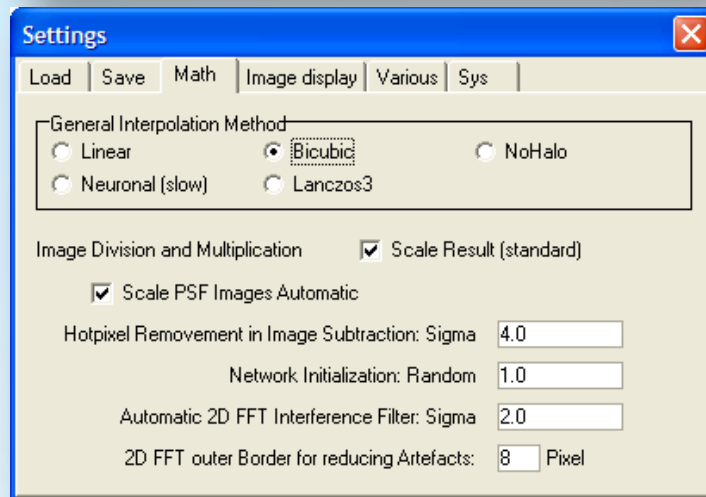 Settings
Load Save Math Image display Various Sys
General Interpolation Method
Linear Bicubic NoHalo
Neuronal (slow) Lanczos3
Image Division and Multiplication Scale Result (standard)
Scale PSF Images Automatic
Hotpixel Removement in Image Subtraction: Sigma 4.0
Network Initialization: Random 1.0
Automatic 2D FFT Interference Filter: Sigma 2.0
2D FFT outer Border for reducing Artefacts: 8 Pixel